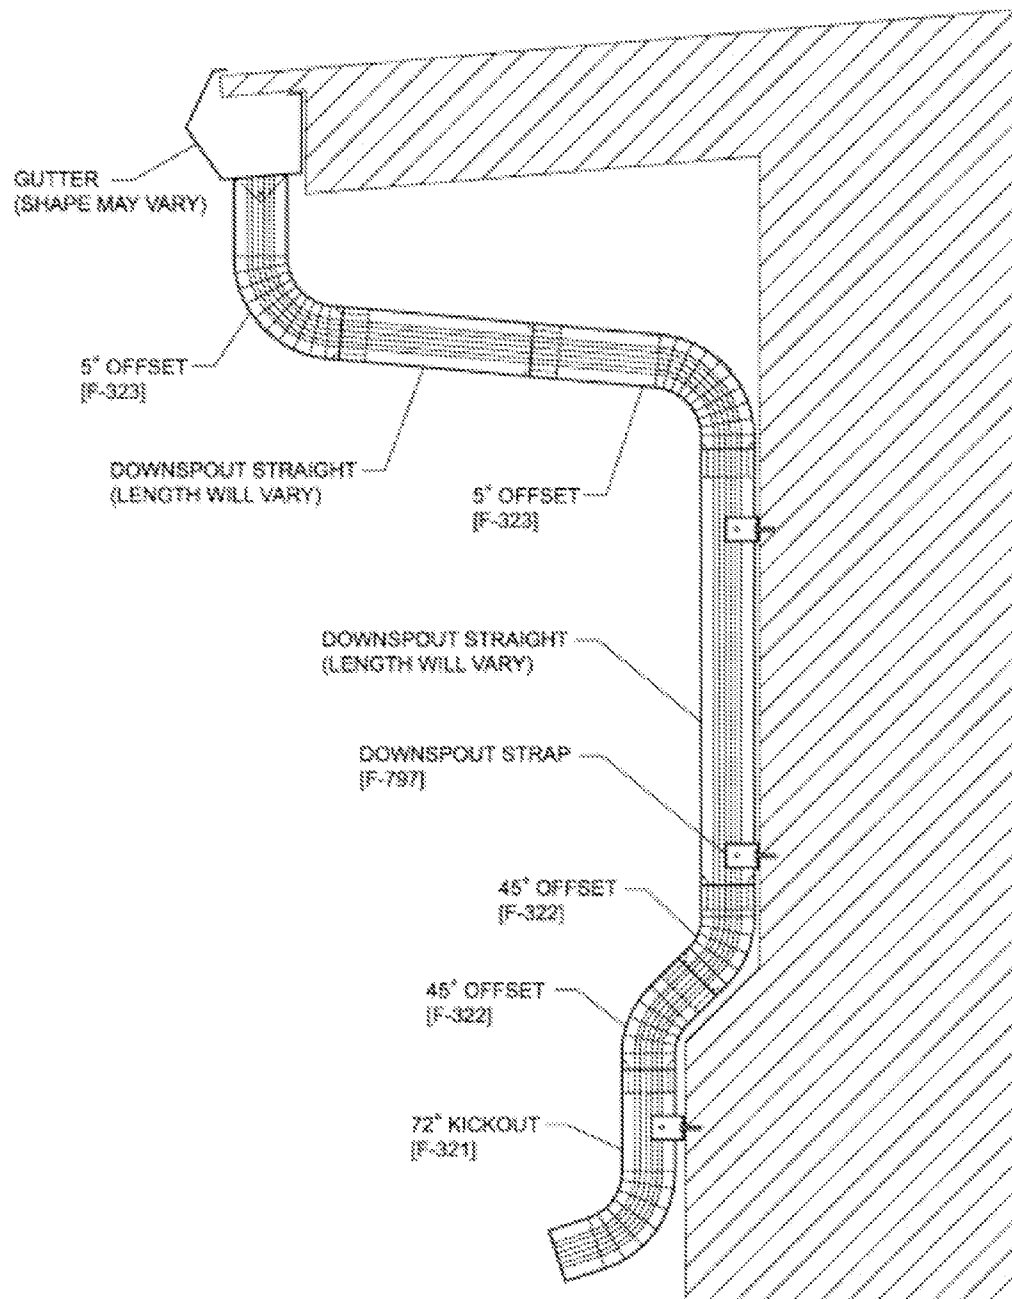 GUTTER
(SHAPE MAY VARY)
5° OFFSET
[F-323]
DOWNSPOUT STRAIGHT
(LENGTH WILL VARY)
5° OFFSET
[F-323]
DOWNSPOUT STRAIGHT
(LENGTH WILL VARY)
DOWNSPOUT STRAP
[F-797]
45° OFFSET
[F-322]
45° OFFSET
[F-322]
72° KICKOUT
[F-321]